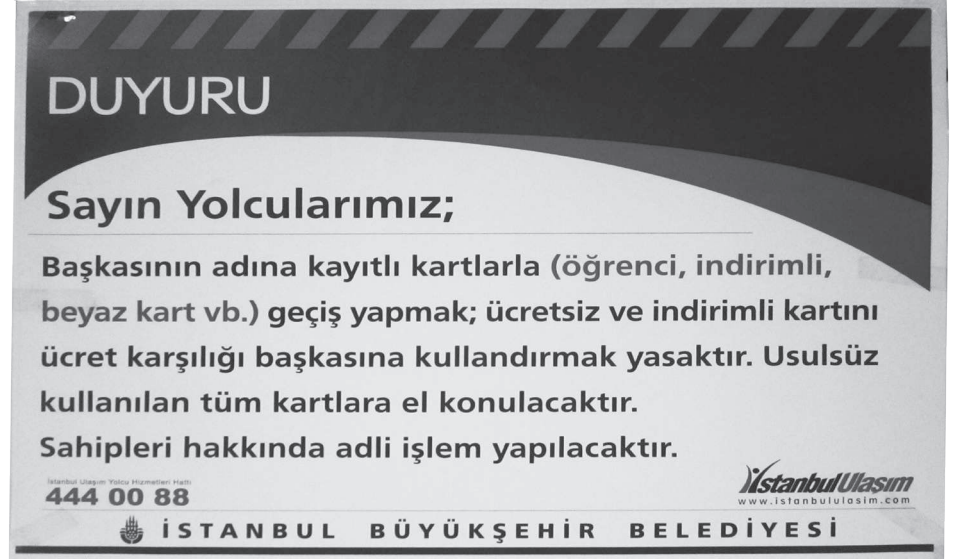 DUYURU
Sayın Yolcularımız;
Başkasının adına kayıtlı kartlarla (öğrenci, indirimli,
beyaz kart vb.) geçiş yapmak; ücretsiz ve indirimli kartını
ücret karşılığı başkasına kullandırmak yasaktır. Usulsüz
kullanılan tüm kartlara el konulacaktır.
Sahipleri hakkında adli işlem yapılacaktır.
İstanbul Ulaşım Yolcu Hizmetleri Hattı
444 00 88
İstanbulUlaşım
www.istanbululasim.com
İSTANBUL BÜYÜKŞEHİR BELEDİYESİ